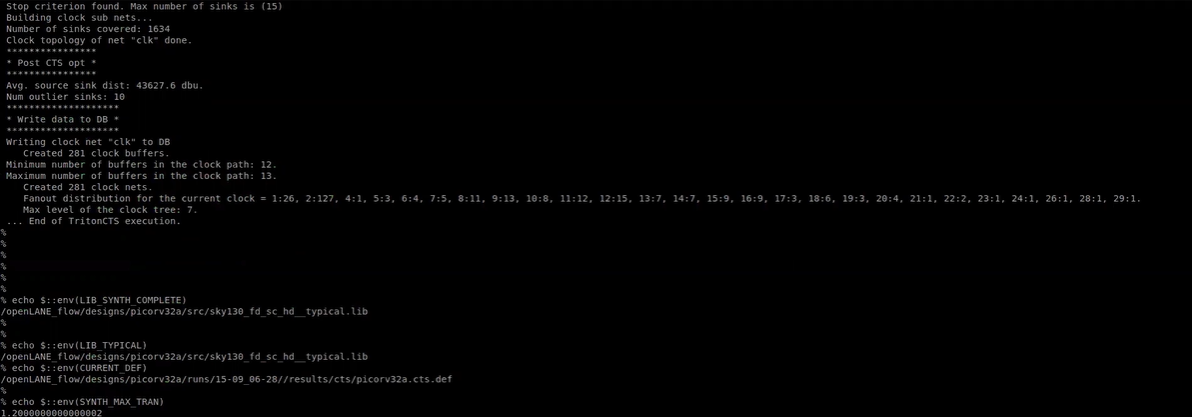 Stop criterion found. Max number of sinks is (15)
Building clock sub nets...
Number of sinks covered: 1634
Clock topology of net "clk" done.
****************
* Post CTS opt *
****************
Avg. source sink dist: 43627.6 dbu.
Num outlier sinks: 10
********************
* Write data to DB *
********************
Writing clock net "clk" to DB
Created 281 clock buffers.
Minimum number of buffers in the clock path: 12.
Maximum number of buffers in the clock path: 13.
Created 281 clock nets.
Fanout distribution for the current clock = 1:26, 2:127, 4:1, 5:3, 6:4, 7:5, 8:11, 9:13, 10:8, 11:12, 12:15, 13:7, 14:7, 15:9, 16:9, 17:3, 18:6, 19:3, 20:4, 21:1, 22:2, 23:1, 24:1, 26:1, 28:1, 29:1.
Max level of the clock tree: 7.
... End of TritonCTS execution.
%
%
%
%
%
%
% echo $::env(LIB_SYNTH_COMPLETE)
/openLANE_flow/designs/picorv32a/src/sky130_fd_sc_hd__typical.lib
%
%
% echo $::env(LIB_TYPICAL)
/openLANE_flow/designs/picorv32a/src/sky130_fd_sc_hd__typical.lib
% echo $::env(CURRENT_DEF)
/openLANE_flow/designs/picorv32a/runs/15-09_06-28//results/cts/picorv32a.cts.def
%
% echo $::env(SYNTH_MAX_TRAN)
1.2000000000000002